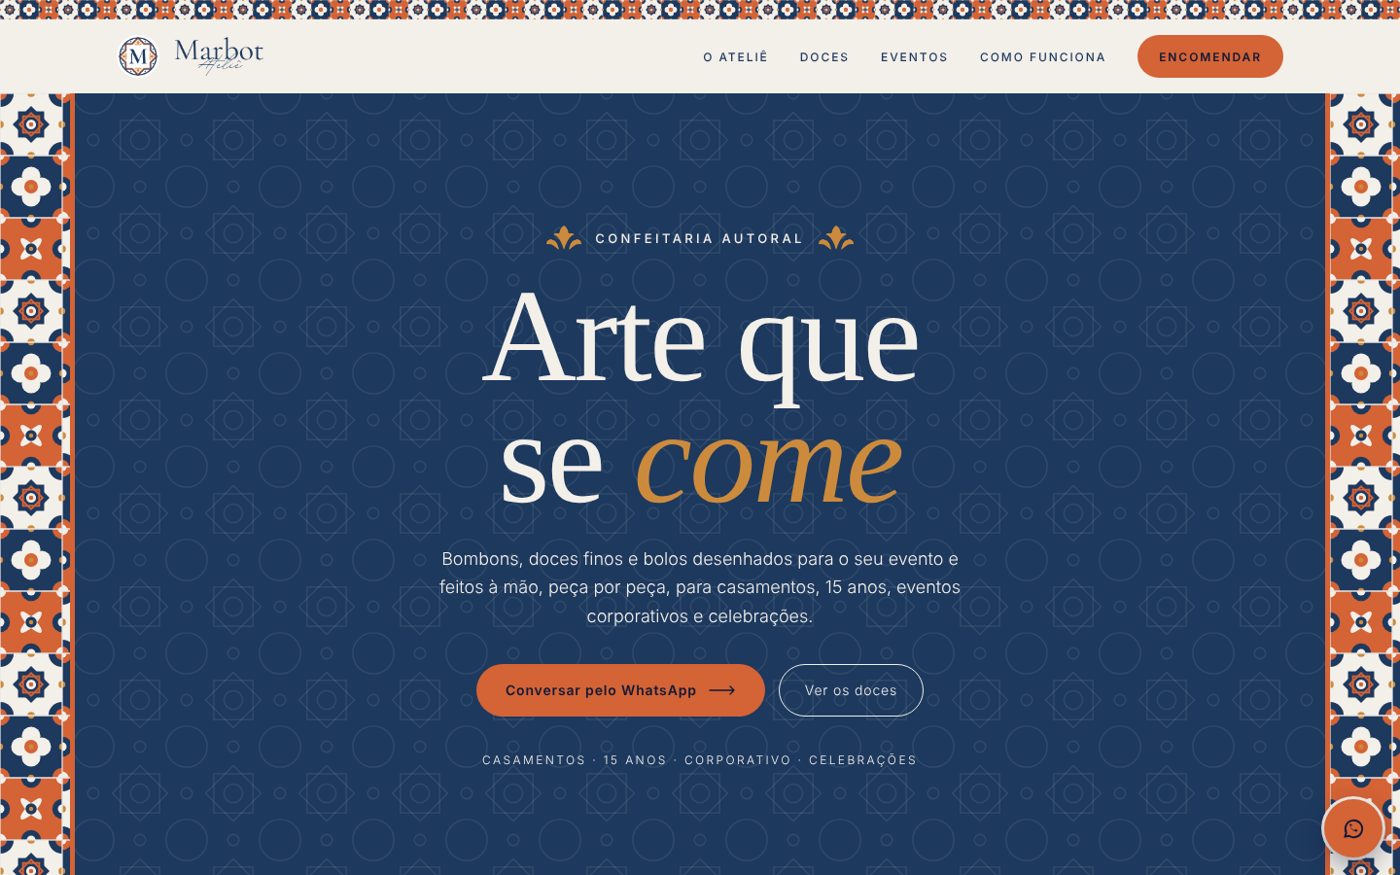 M
Marbot
Ateliê
O ATELIÊ
DOCES
EVENTOS
COMO FUNCIONA
ENCOMENDAR
CONFEITARIA AUTORAL
Arte que
se come
Bombons, doces finos e bolos desenhados para o seu evento e
feitos à mão, peça por peça, para casamentos, 15 anos, eventos
corporativos e celebrações.
Conversar pelo WhatsApp
Ver os doces
CASAMENTOS · 15 ANOS · CORPORATIVO · CELEBRAÇÕES